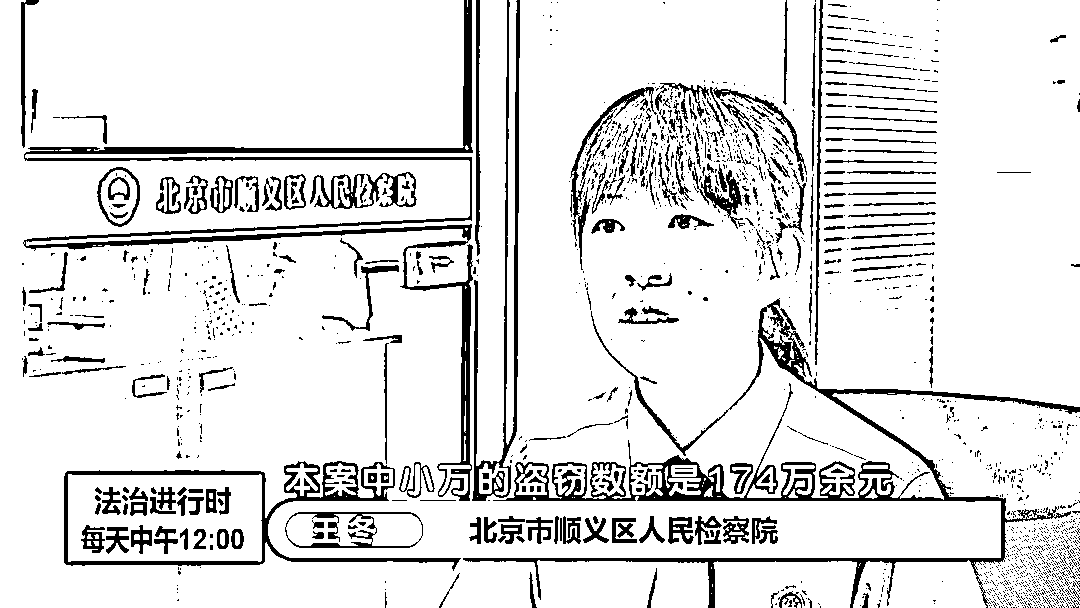 北京市顺义区人民检察院
本案中小万的盗窃数额是174万余元
法治进行时
每天中午12:00
王冬
北京市顺义区人民检察院